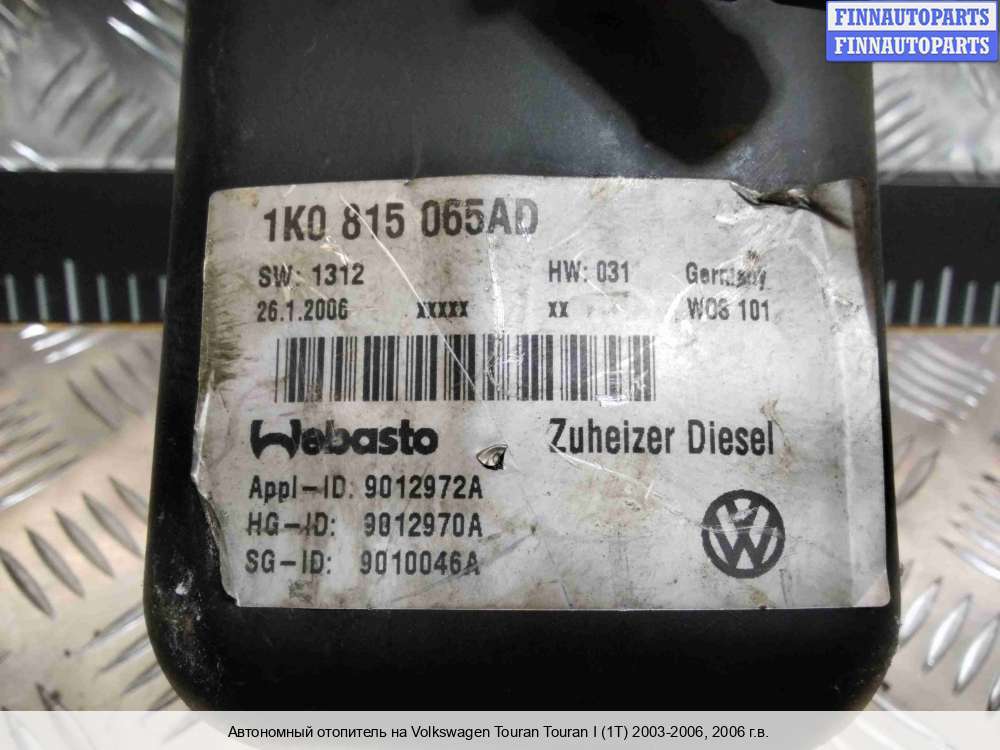 FINNAUTOPARTS
FINNAUTOPARTS
1K0 815 065AD
SW: 1312 HW: 031 Germany
26.1.2006 xxxxx xx WOS 101
Webasto Zuheizer Diesel
Appl-ID: 9012972A
HG-ID: 9012970A
SG-ID: 9010046A
VW
Автономный отопитель на Volkswagen Touran Touran I (1T) 2003-2006, 2006 г.в.